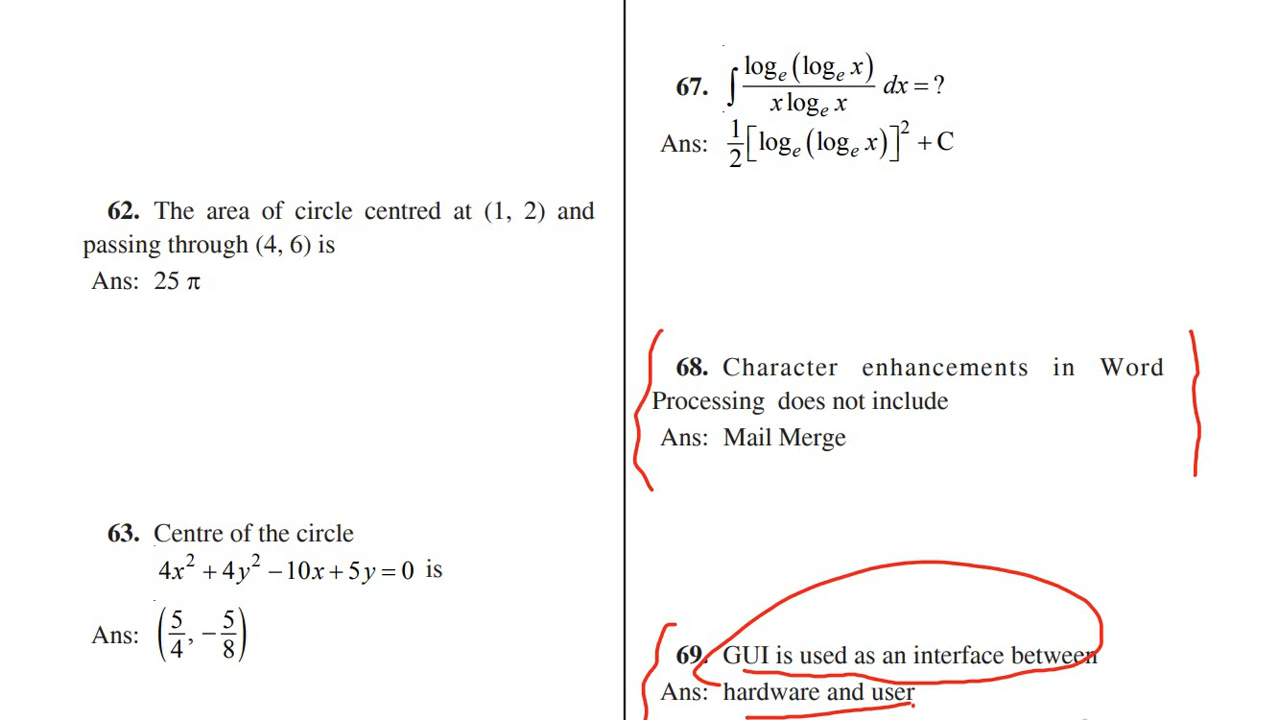 62. The area of circle centred at (1, 2) and
passing through (4, 6) is
Ans: 25 π
63. Centre of the circle
4x² + 4y² − 10x + 5y = 0 is
Ans: (5/4, −5/8)
67. ∫ logₑ(logₑ x) / (x logₑ x) dx = ?
Ans: 1/2 [logₑ(logₑ x)]² + C
68. Character enhancements in Word
Processing does not include
Ans: Mail Merge
69. GUI is used as an interface between
Ans: hardware and user